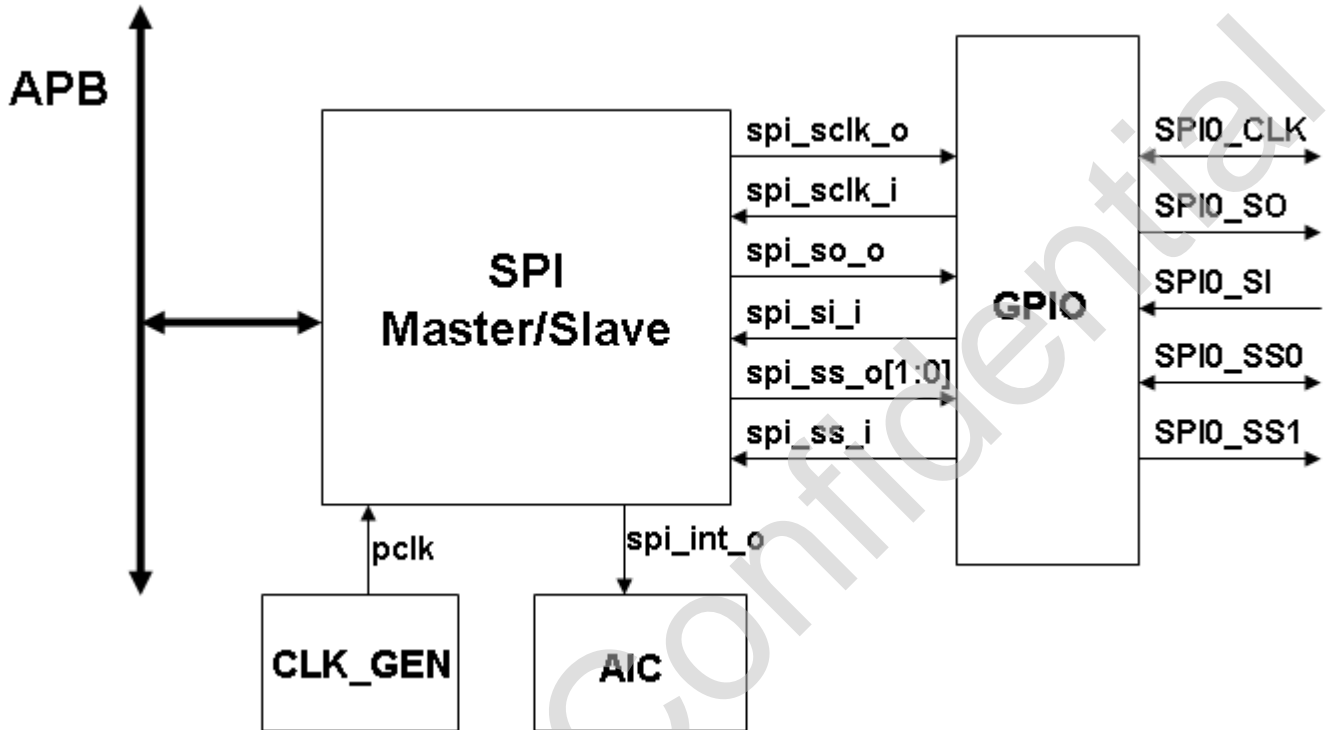 APB
SPI
Master/Slave
spi_sclk_o
spi_sclk_i
spi_so_o
spi_si_i
spi_ss_o[1:0]
spi_ss_i
GPIO
SPI0_CLK
SPI0_SO
SPI0_SI
SPI0_SS0
SPI0_SS1
pclk
spi_int_o
CLK_GEN
AIC
Confidential